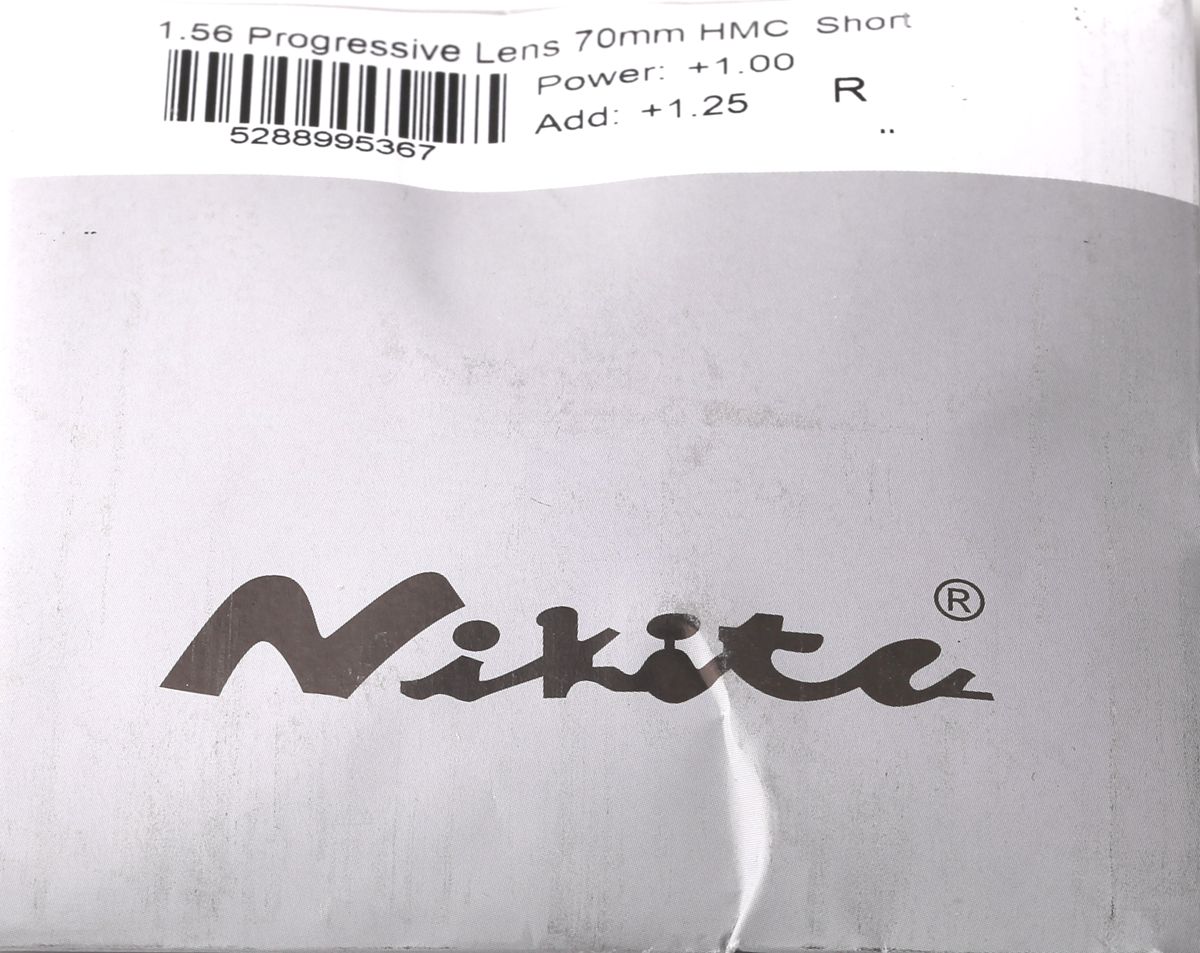 1.56 Progressive Lens 70mm HMC Short
Power: +1.00
Add: +1.25
R
5288995367
Nikita ®